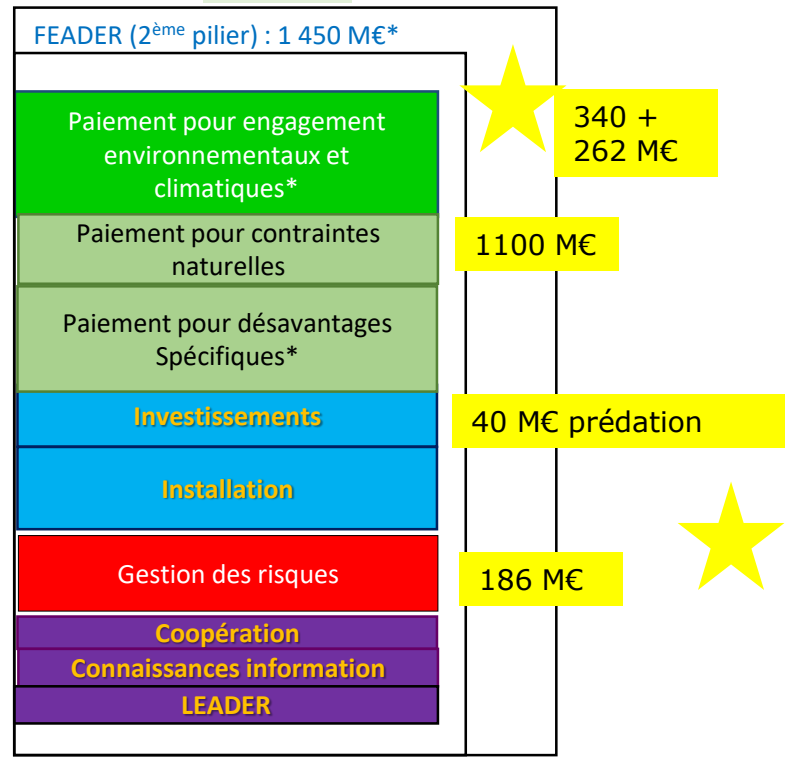 FEADER (2ème pilier) : 1 450 M€*
Paiement pour engagement
environnementaux et
climatiques*
340 +
262 M€
Paiement pour contraintes
naturelles
1100 M€
Paiement pour désavantages
Spécifiques*
Investissements
40 M€ prédation
Installation
Gestion des risques
186 M€
Coopération
Connaissances information
LEADER